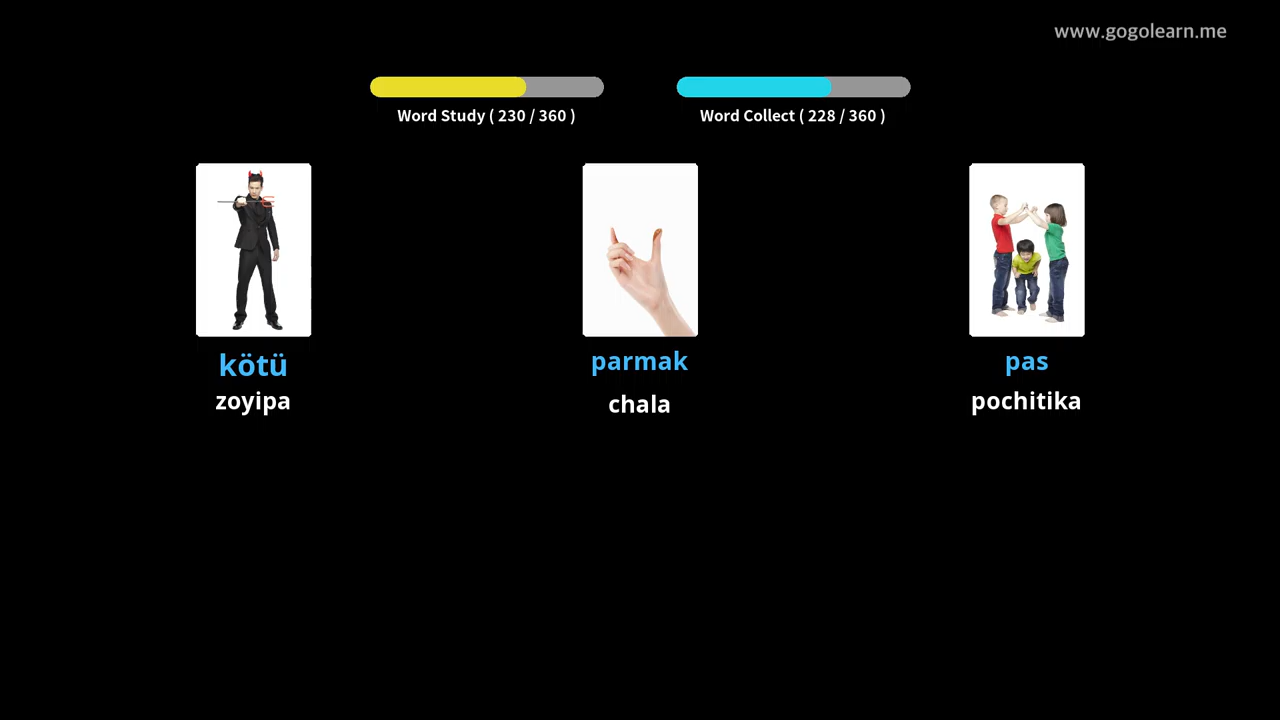 www.gogolearn.me
Word Study ( 230 / 360 )
Word Collect ( 228 / 360 )
kötü
zoyipa
parmak
chala
pas
pochitika